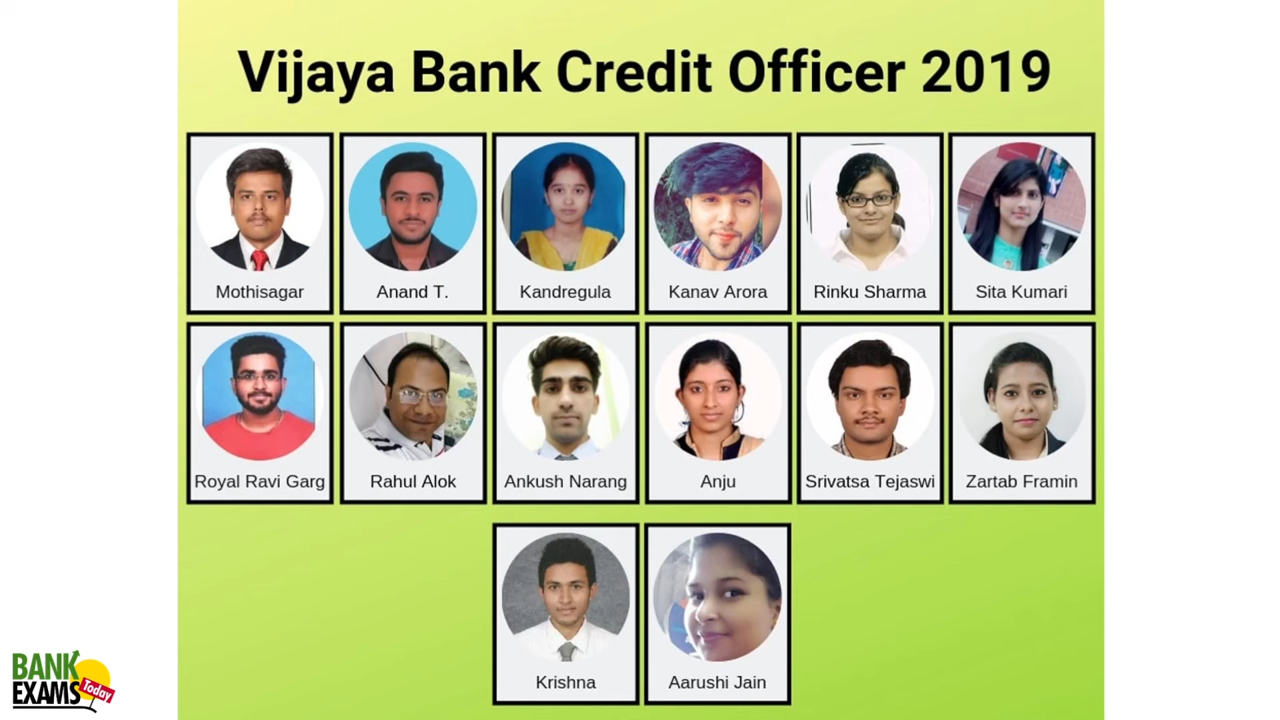 Vijaya Bank Credit Officer 2019
Mothisagar
Anand T.
Kandregula
Kanav Arora
Rinku Sharma
Sita Kumari
Royal Ravi Garg
Rahul Alok
Ankush Narang
Anju
Srivatsa Tejaswi
Zartab Framin
Krishna
Aarushi Jain
BANK
EXAMS Today